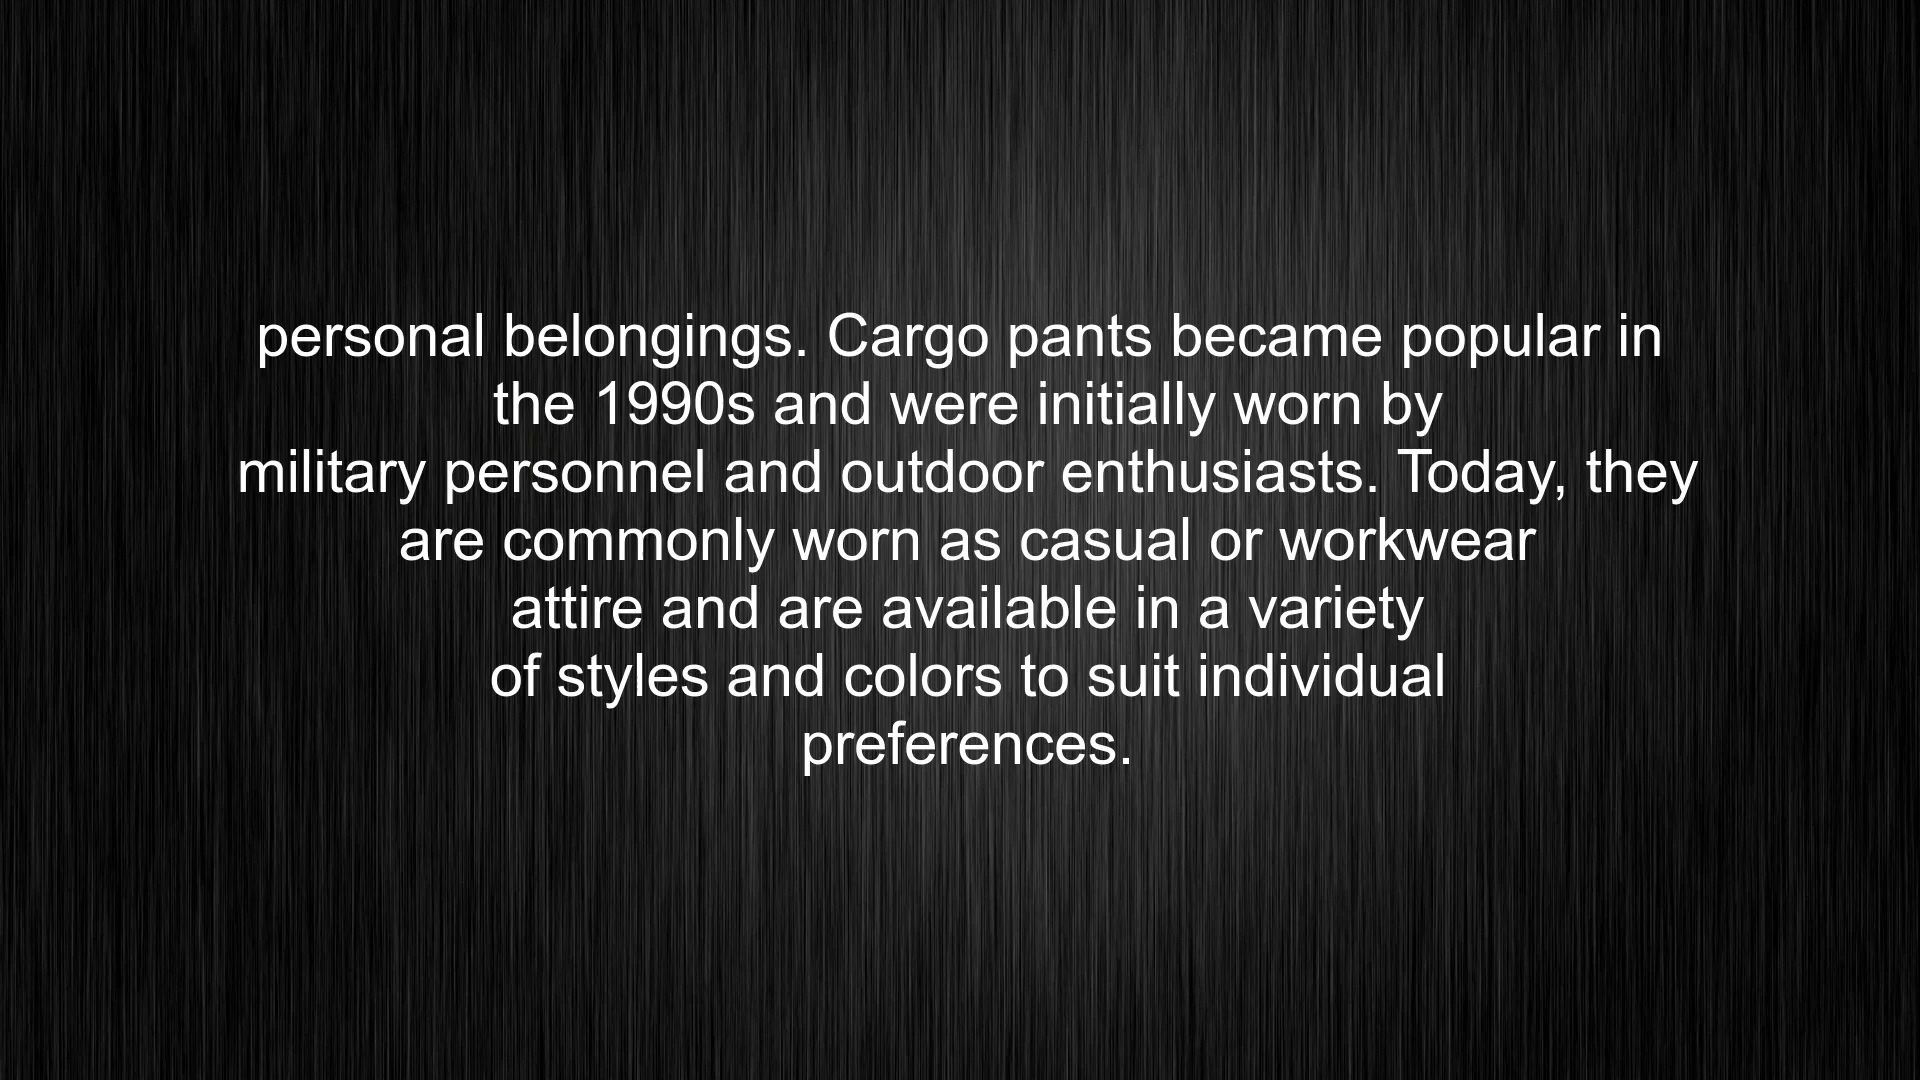 personal belongings. Cargo pants became popular in
the 1990s and were initially worn by
military personnel and outdoor enthusiasts. Today, they
are commonly worn as casual or workwear
attire and are available in a variety
of styles and colors to suit individual
preferences.